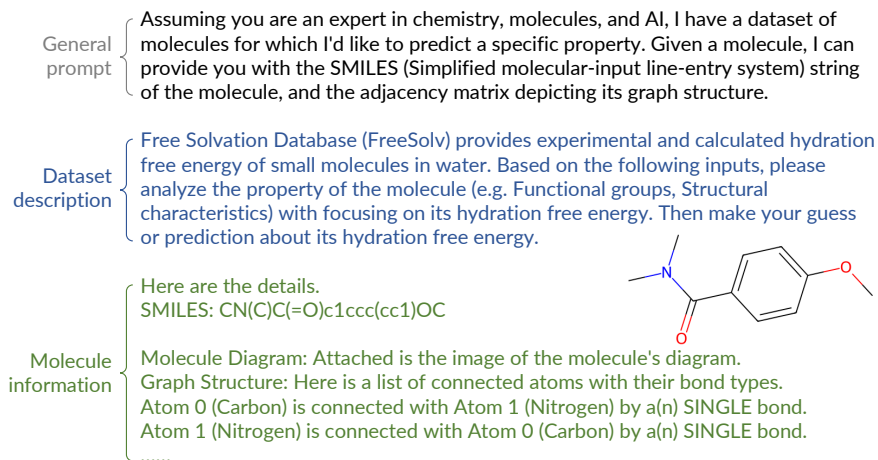 General
prompt
Assuming you are an expert in chemistry, molecules, and AI, I have a dataset of
molecules for which I'd like to predict a specific property. Given a molecule, I can
provide you with the SMILES (Simplified molecular-input line-entry system) string
of the molecule, and the adjacency matrix depicting its graph structure.
Dataset
description
Free Solvation Database (FreeSolv) provides experimental and calculated hydration
free energy of small molecules in water. Based on the following inputs, please
analyze the property of the molecule (e.g. Functional groups, Structural
characteristics) with focusing on its hydration free energy. Then make your guess
or prediction about its hydration free energy.
Molecule
information
Here are the details.
SMILES: CN(C)C(=O)c1ccc(cc1)OC
Molecule Diagram: Attached is the image of the molecule's diagram.
Graph Structure: Here is a list of connected atoms with their bond types.
Atom 0 (Carbon) is connected with Atom 1 (Nitrogen) by a(n) SINGLE bond.
Atom 1 (Nitrogen) is connected with Atom 0 (Carbon) by a(n) SINGLE bond.
......
N
O
O